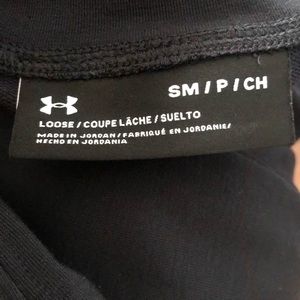 SM / P / CH
LOOSE / COUPE LÂCHE / SUELTO
MADE IN JORDAN / FABRIQUÉ EN JORDANIE/
HECHO EN JORDANIA